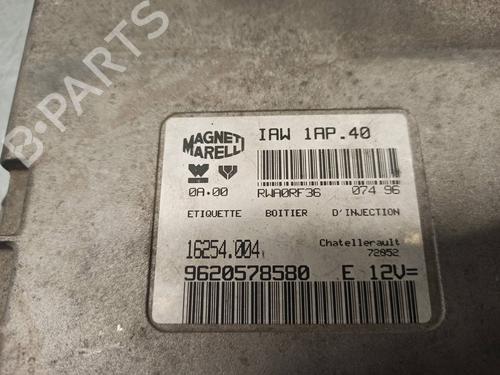 B-PARTS
MAGNETI MARELLI
IAW 1AP.40
0A.00 RWA0RF36 074 96
ETIQUETTE BOITIER D'INJECTION
16254.004
Chatellerault
72852
9620578580 E 12V=